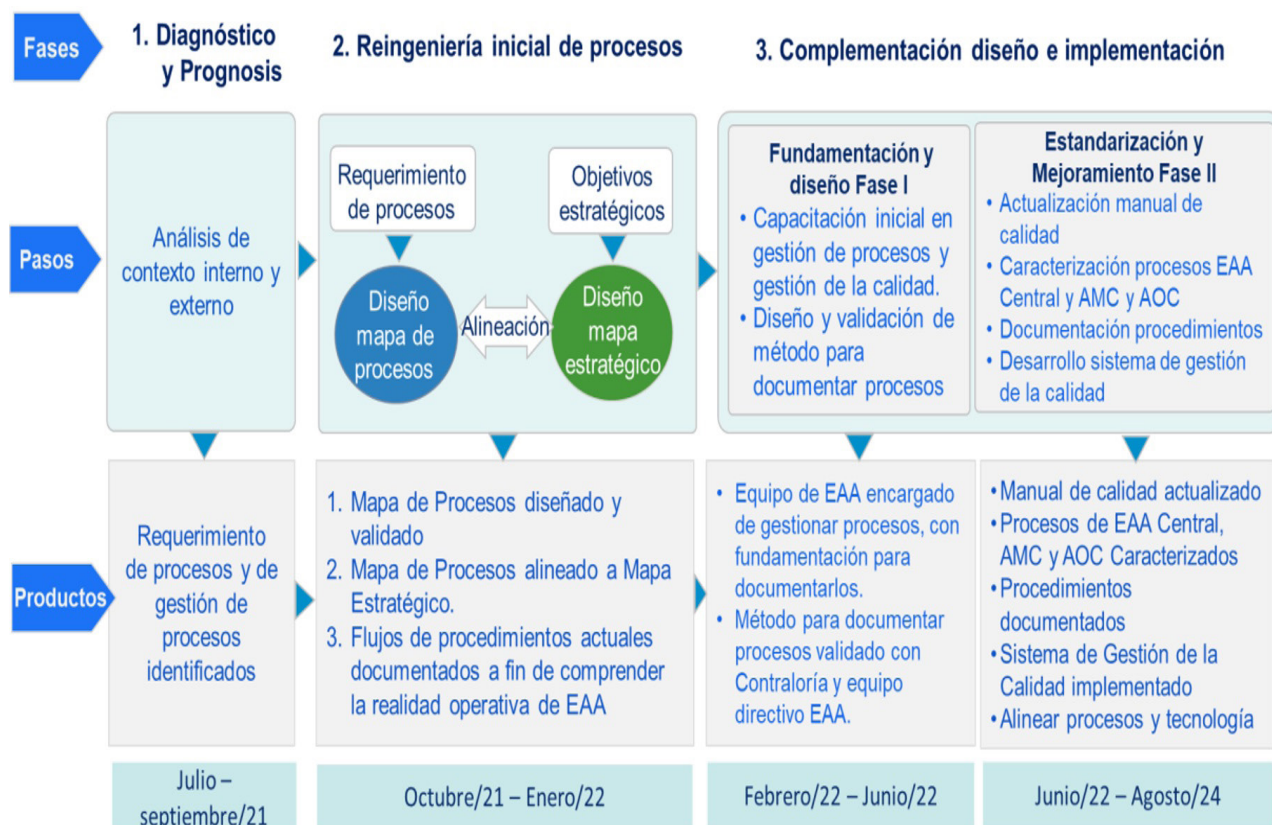 Fases
1. Diagnóstico
y Prognosis
2. Reingeniería inicial de procesos
3. Complementación diseño e implementación
Pasos
Análisis de
contexto interno y
externo
Requerimiento
de procesos
Objetivos
estratégicos
Diseño
mapa de
procesos
Alineación
Diseño
mapa
estratégico
Fundamentación y
diseño Fase I
• Capacitación inicial en
gestión de procesos y
gestión de la calidad.
• Diseño y validación de
método para
documentar procesos
Estandarización y
Mejoramiento Fase II
• Actualización manual de
calidad
• Caracterización procesos EAA
Central y AMC y AOC
• Documentación procedimientos
• Desarrollo sistema de gestión
de la calidad
Productos
Requerimiento
de procesos y de
gestión de
procesos
identificados
1. Mapa de Procesos diseñado y
validado
2. Mapa de Procesos alineado a Mapa
Estratégico.
3. Flujos de procedimientos actuales
documentados a fin de comprender
la realidad operativa de EAA
• Equipo de EAA encargado
de gestionar procesos, con
fundamentación para
documentarlos.
• Método para documentar
procesos validado con
Contraloría y equipo
directivo EAA.
• Manual de calidad actualizado
• Procesos de EAA Central,
AMC y AOC Caracterizados
• Procedimientos
documentados
• Sistema de Gestión de la
Calidad implementado
• Alinear procesos y tecnología
Julio –
septiembre/21
Octubre/21 – Enero/22
Febrero/22 – Junio/22
Junio/22 – Agosto/24